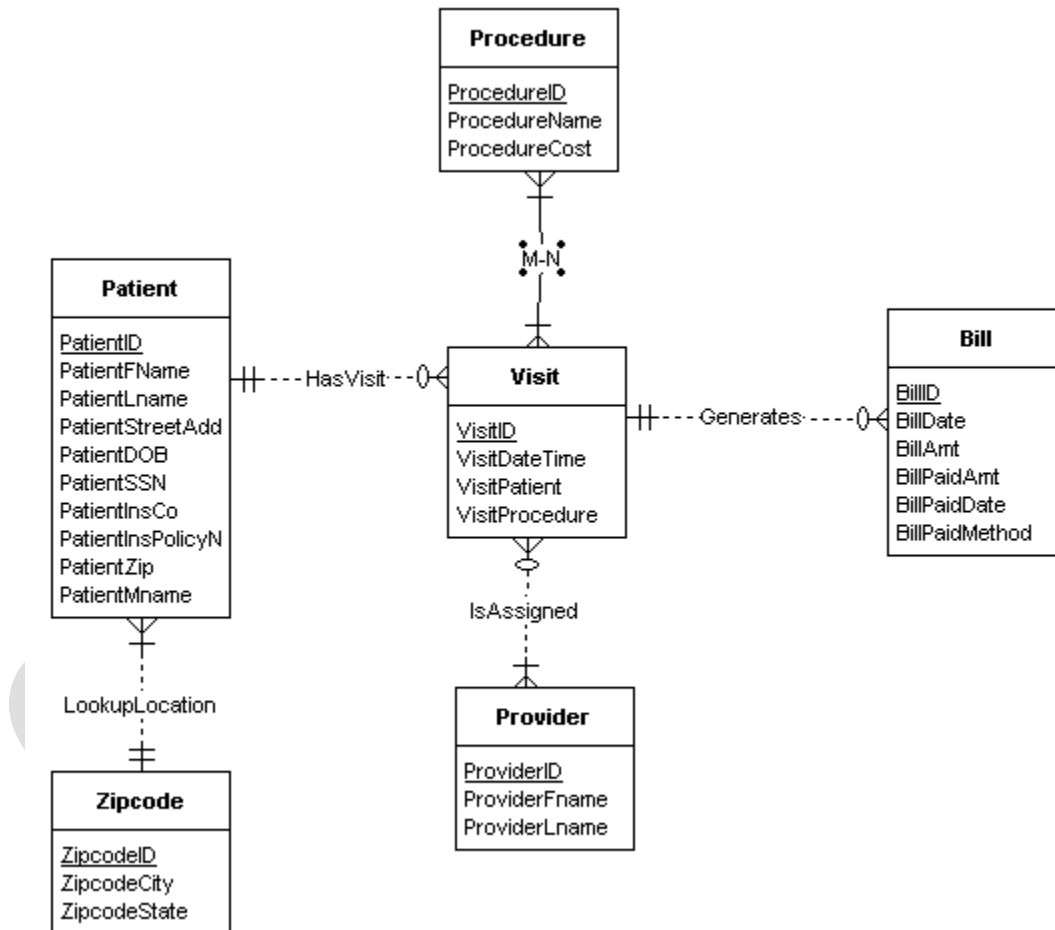 Procedure
ProcedureID
ProcedureName
ProcedureCost
M-N
Patient
PatientID
PatientFName
PatientLname
PatientStreetAdd
PatientDOB
PatientSSN
PatientInsCo
PatientInsPolicyN
PatientZip
PatientMname
HasVisit
Visit
VisitID
VisitDateTime
VisitPatient
VisitProcedure
Generates
Bill
BillID
BillDate
BillAmt
BillPaidAmt
BillPaidDate
BillPaidMethod
IsAssigned
Provider
ProviderID
ProviderFname
ProviderLname
LookupLocation
Zipcode
ZipcodeID
ZipcodeCity
ZipcodeState